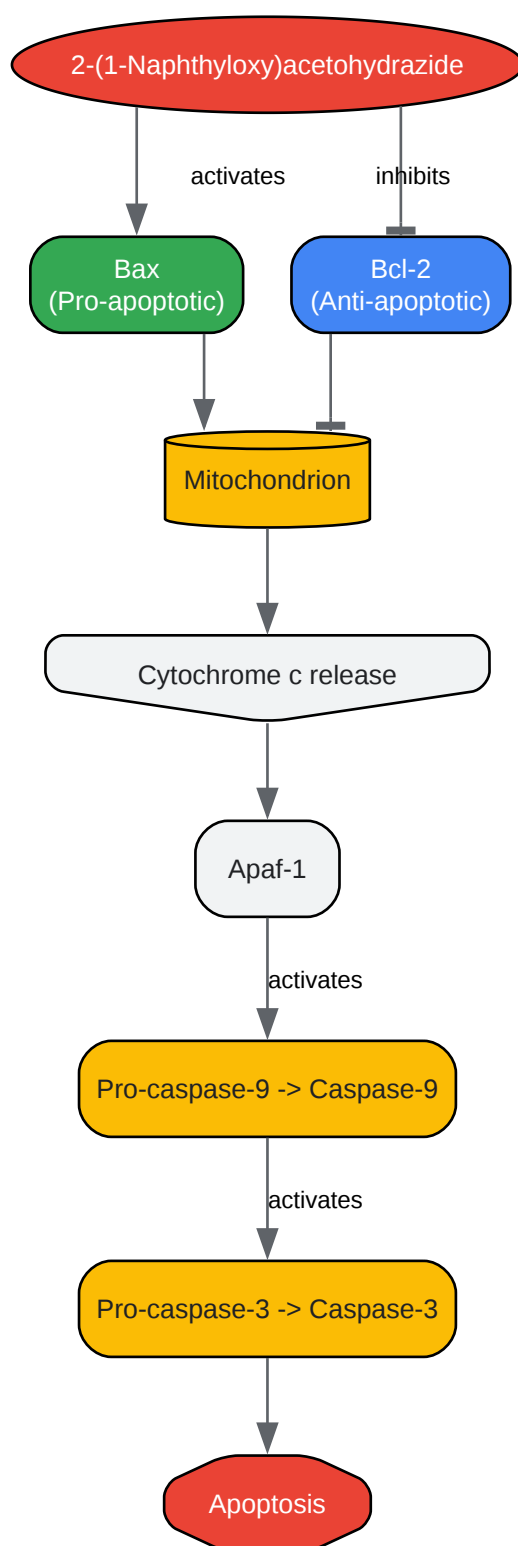 2-(1-Naphthyloxy)acetohydrazide
activates
inhibits
Bax
(Pro-apoptotic)
Bcl-2
(Anti-apoptotic)
Mitochondrion
Cytochrome c release
Apaf-1
activates
Pro-caspase-9 -> Caspase-9
activates
Pro-caspase-3 -> Caspase-3
Apoptosis